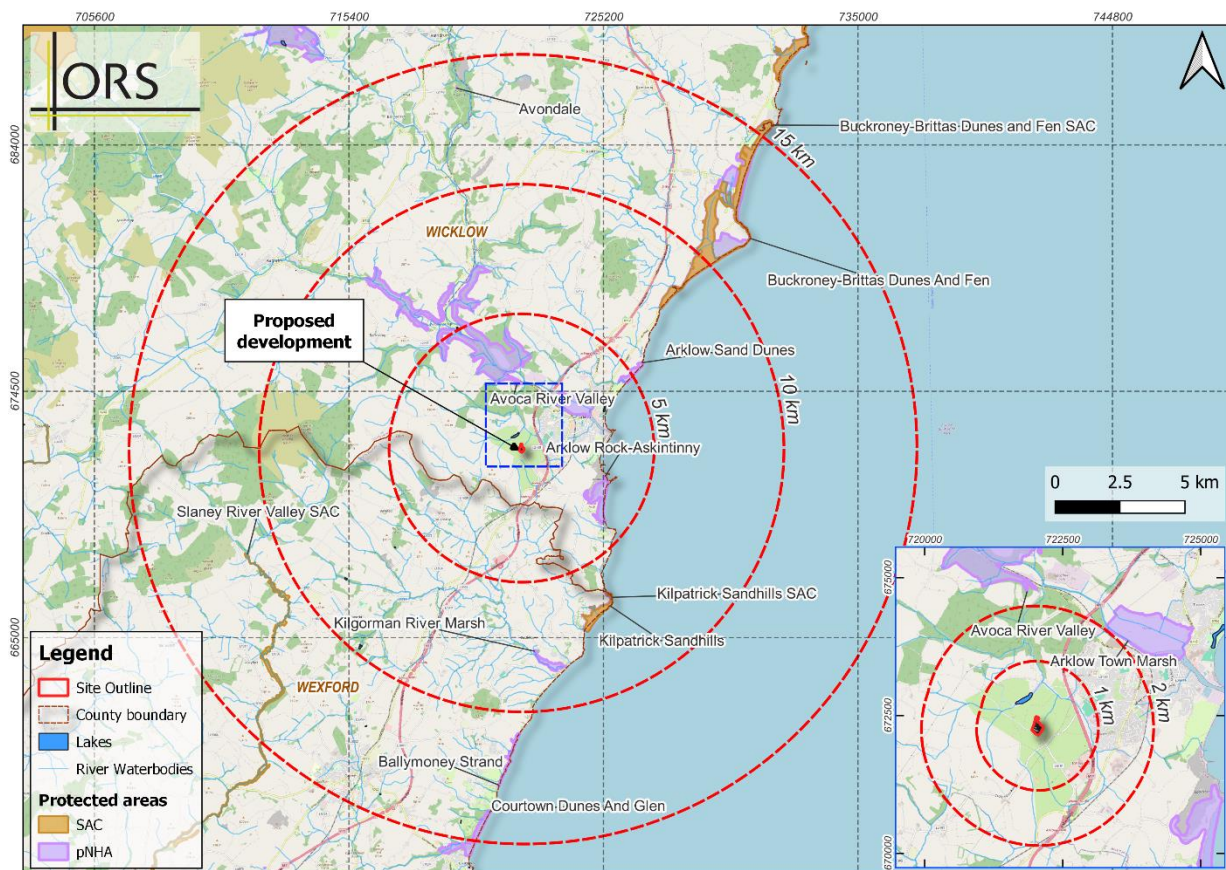 705600
715400
725200
735000
744800
ORS
684000
674500
665000
Avondale
Buckroney-Brittas Dunes and Fen SAC
15 km
WICKLOW
Buckroney-Brittas Dunes And Fen
Proposed
development
Arklow Sand Dunes
10 km
Avoca River Valley
5 km
Arklow Rock-Askintinny
Slaney River Valley SAC
0 2.5 5 km
Kilpatrick Sandhills SAC
Kilgorman River Marsh
Kilpatrick Sandhills
WEXFORD
Ballymoney Strand
Courtown Dunes And Glen
Legend
Site Outline
County boundary
Lakes
River Waterbodies
Protected areas
SAC
pNHA
720000
722500
725000
675000
672500
670000
Avoca River Valley
Arklow Town Marsh
1 km
2 km